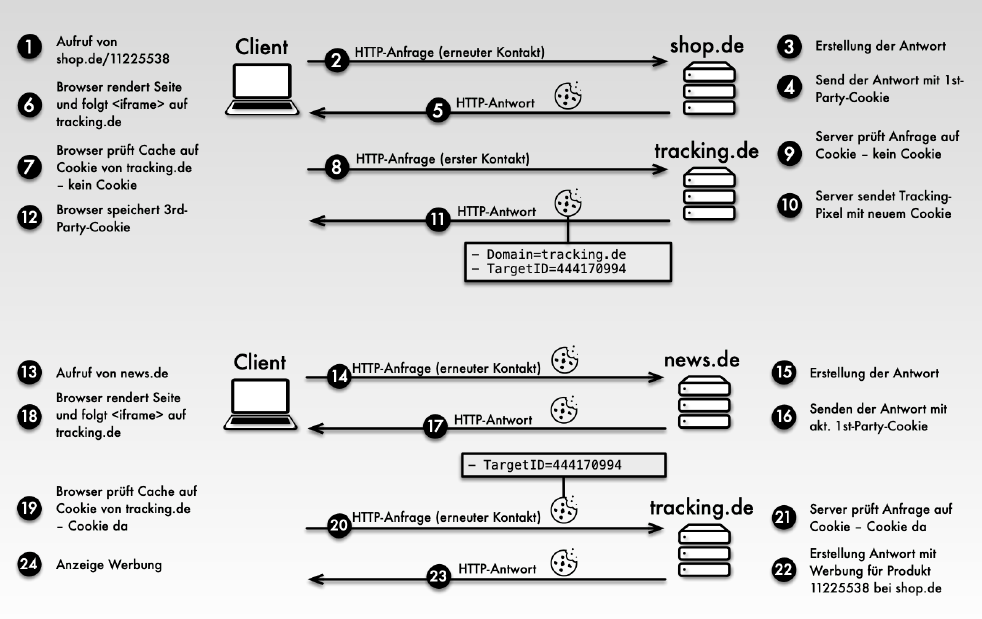 1
Aufruf von
shop.de/11225538
Client
2
HTTP-Anfrage (erneuter Kontakt)
shop.de
3
Erstellung der Antwort
4
Send der Antwort mit 1st-
Party-Cookie
5
HTTP-Antwort
6
Browser rendert Seite
und folgt <iframe> auf
tracking.de
7
Browser prüft Cache auf
Cookie von tracking.de
– kein Cookie
8
HTTP-Anfrage (erster Kontakt)
tracking.de
9
Server prüft Anfrage auf
Cookie – kein Cookie
10
Server sendet Tracking-
Pixel mit neuem Cookie
11
HTTP-Antwort
- Domain=tracking.de
- TargetID=444170994
12
Browser speichert 3rd-
Party-Cookie
13
Aufruf von news.de
Client
14
HTTP-Anfrage (erneuter Kontakt)
news.de
15
Erstellung der Antwort
16
Senden der Antwort mit
akt. 1st-Party-Cookie
17
HTTP-Antwort
18
Browser rendert Seite
und folgt <iframe> auf
tracking.de
- TargetID=444170994
19
Browser prüft Cache auf
Cookie von tracking.de
– Cookie da
20
HTTP-Anfrage (erneuter Kontakt)
tracking.de
21
Server prüft Anfrage auf
Cookie – Cookie da
22
Erstellung Antwort mit
Werbung für Produkt
11225538 bei shop.de
23
HTTP-Antwort
24
Anzeige Werbung